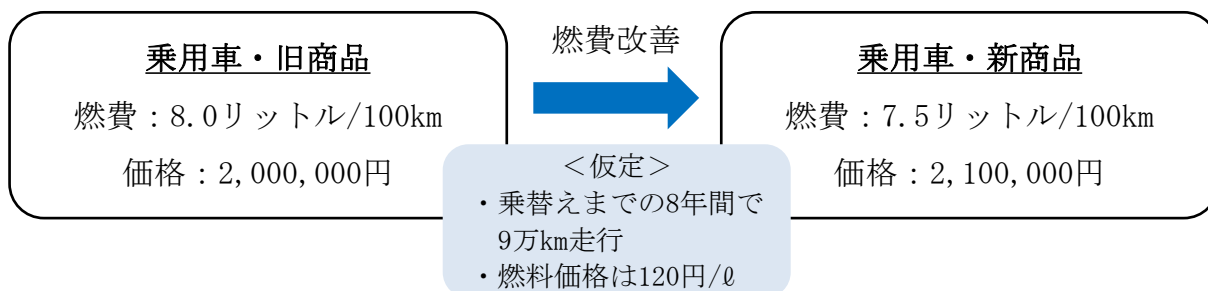 乗用車・旧商品
燃費：8.0リットル/100km
価格：2,000,000円
燃費改善
乗用車・新商品
燃費：7.5リットル/100km
価格：2,100,000円
＜仮定＞
・乗替えまでの8年間で
9万km走行
・燃料価格は120円/ℓ